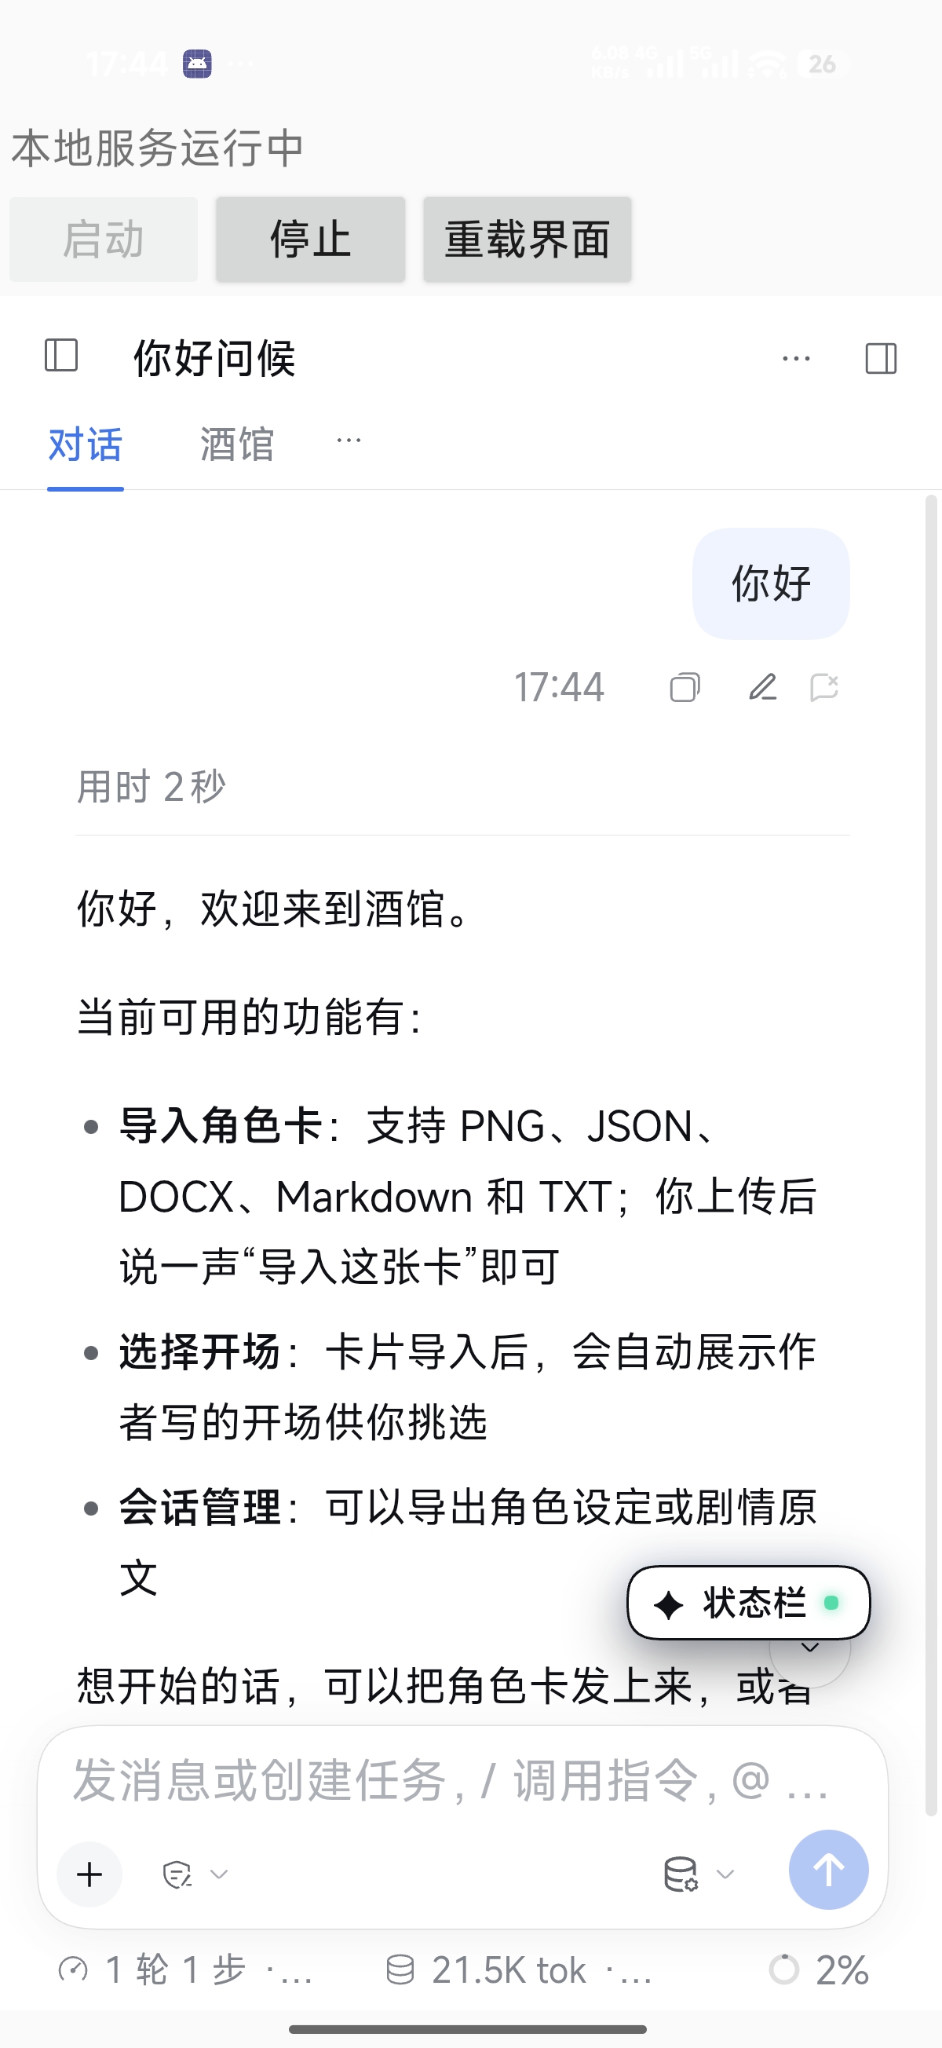 17:44
6.08 4G 5G
KB/s
26
本地服务运行中
启动 停止 重载界面
你好问候
对话 酒馆 ...
你好
17:44
用时 2秒
你好，欢迎来到酒馆。
当前可用的功能有：
导入角色卡：支持 PNG、JSON、
DOCX、Markdown 和 TXT；你上传后
说一声“导入这张卡”即可
选择开场：卡片导入后，会自动展示作
者写的开场供你挑选
会话管理：可以导出角色设定或剧情原
文
状态栏
想开始的话，可以把角色卡发上来，或者
发消息或创建任务, / 调用指令, @ ...
1 轮 1 步 ·... 21.5K tok ·... 2%